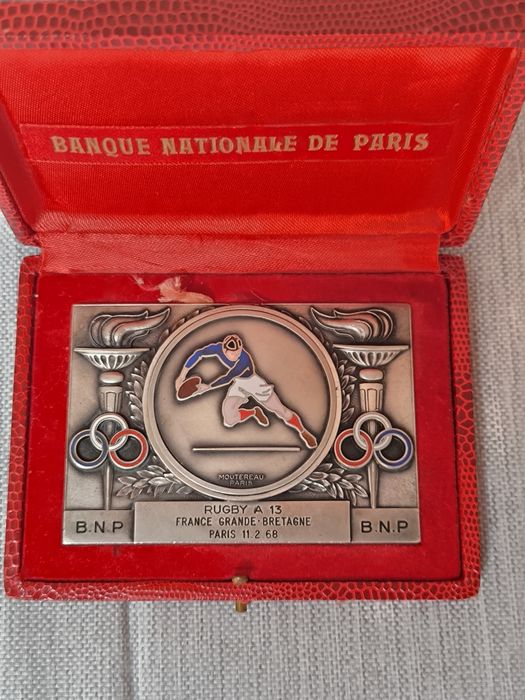 BANQUE NATIONALE DE PARIS
MOUTEREAU
PARIS
B.N.P
RUGBY A 13
FRANCE GRANDE-BRETAGNE
PARIS 11.2.68
B.N.P